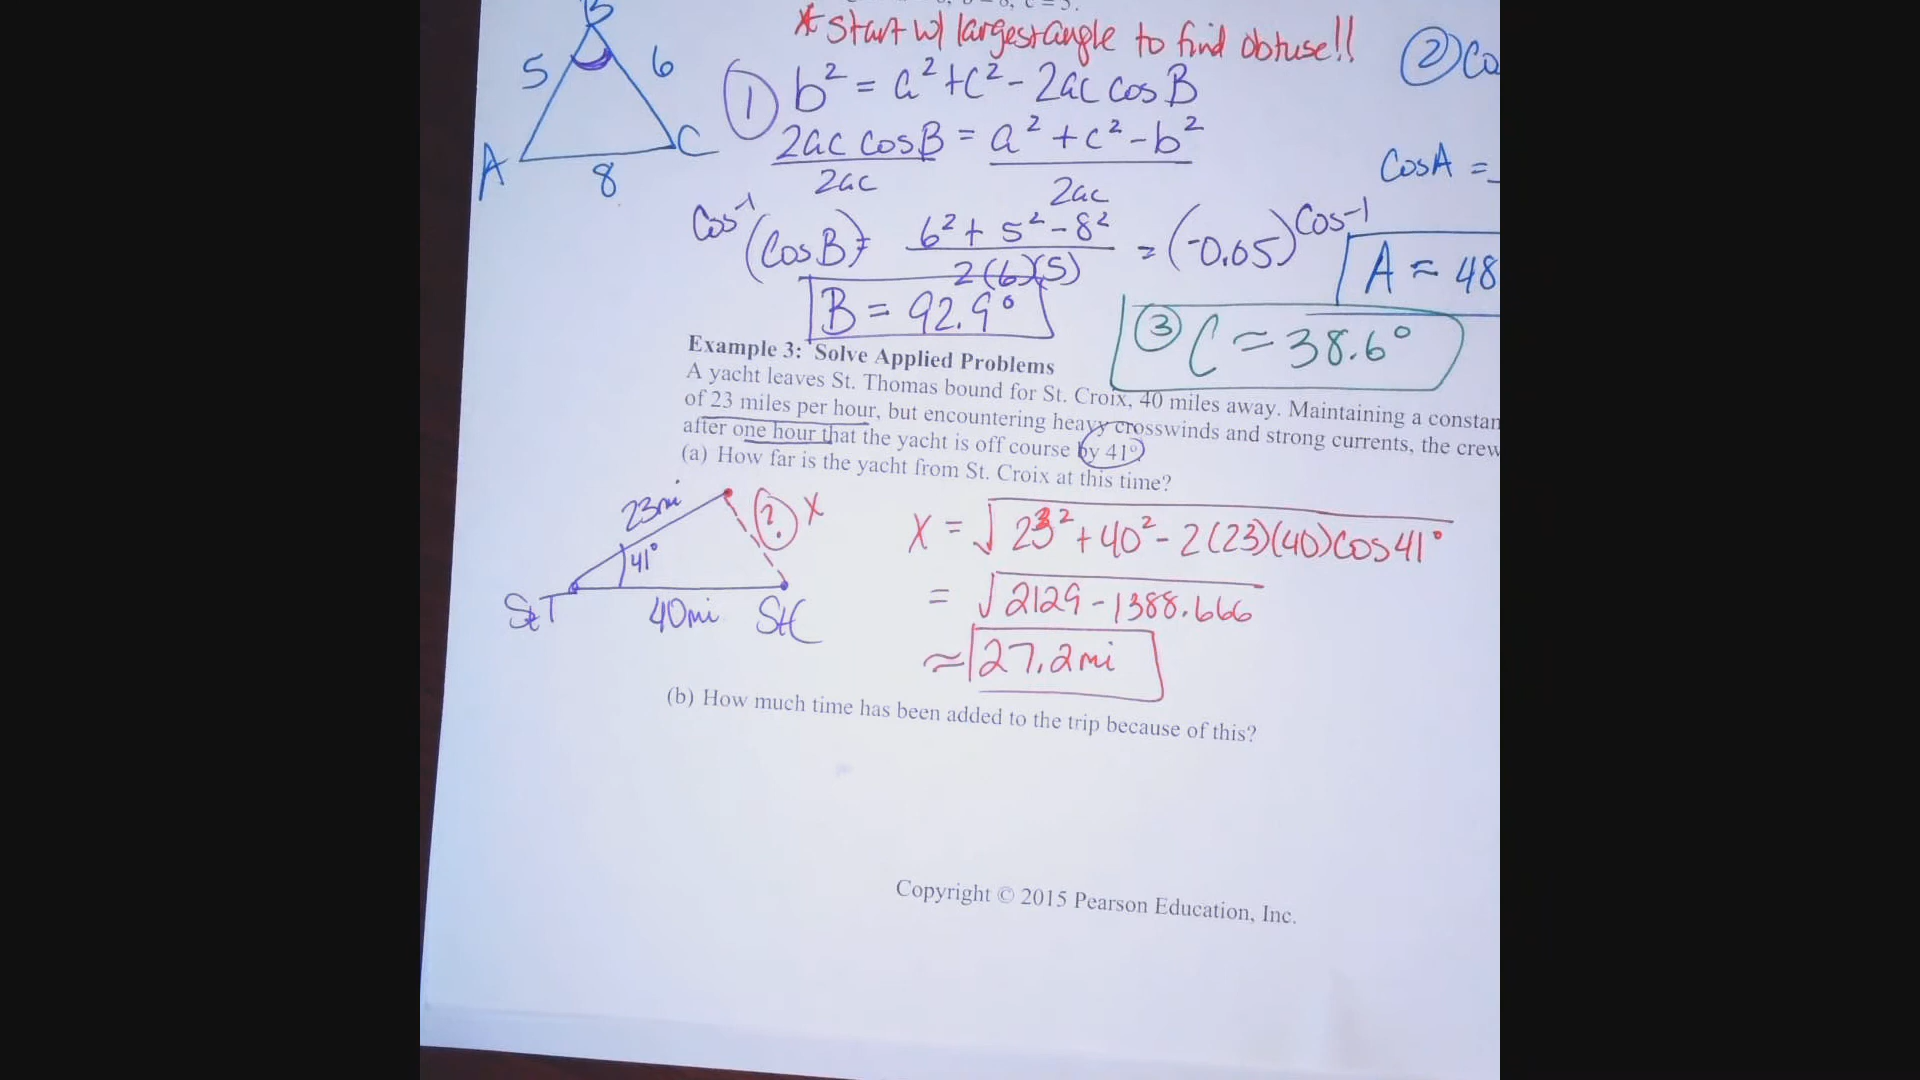 B
5
6
A
C
8
* Start w/ largest angle to find obtuse!!
① b² = a² + c² - 2ac cos B
2ac cos B = a² + c² - b²
2ac 2ac
Cos⁻¹ (Cos B) = 6² + 5² - 8² = (-0.05) Cos⁻¹
2(6)(5)
B = 92.9°
②
Cos A =
A ≈ 48
③ C ≈ 38.6°
Example 3: Solve Applied Problems
A yacht leaves St. Thomas bound for St. Croix, 40 miles away. Maintaining a constan
of 23 miles per hour, but encountering heavy crosswinds and strong currents, the crew
after one hour that the yacht is off course by 41°
(a) How far is the yacht from St. Croix at this time?
23mi
? X
41°
St T 40mi St C
X = √23² + 40² - 2(23)(40)cos 41°
= √2129 - 1388.666
≈ 27.2 mi
(b) How much time has been added to the trip because of this?
Copyright © 2015 Pearson Education, Inc.